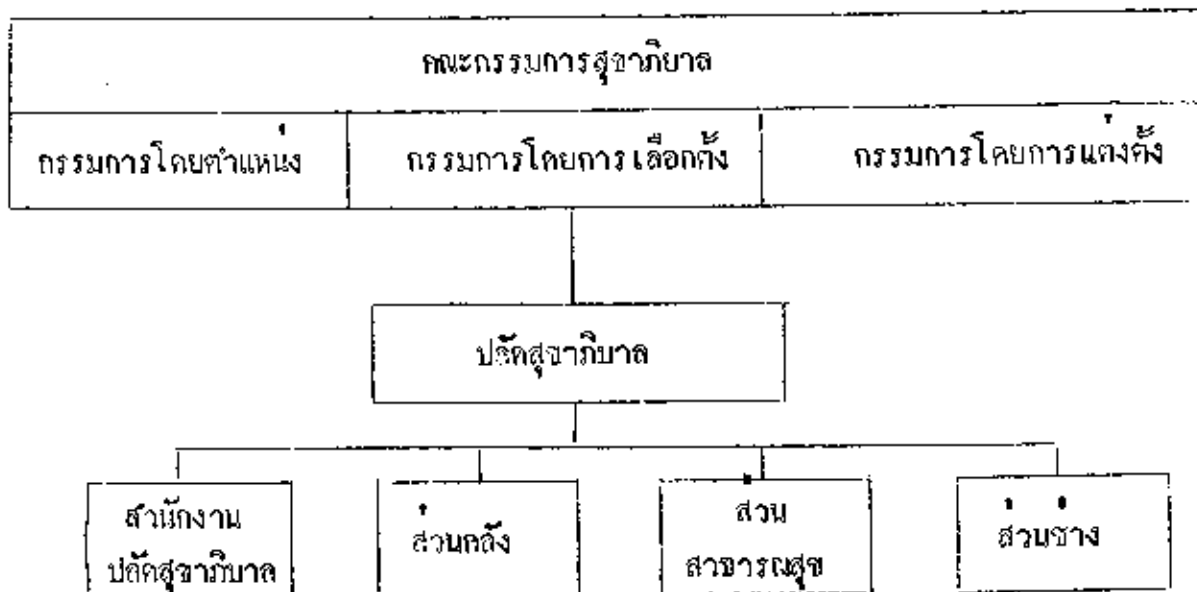 คณะกรรมการสุขาภิบาล
กรรมการโดยตำแหน่ง กรรมการโดยการเลือกตั้ง กรรมการโดยการแต่งตั้ง
ปลัดสุขาภิบาล
สำนักงาน
ปลัดสุขาภิบาล
ส่วนคลัง
ส่วน
สาธารณสุข
ส่วนช่าง